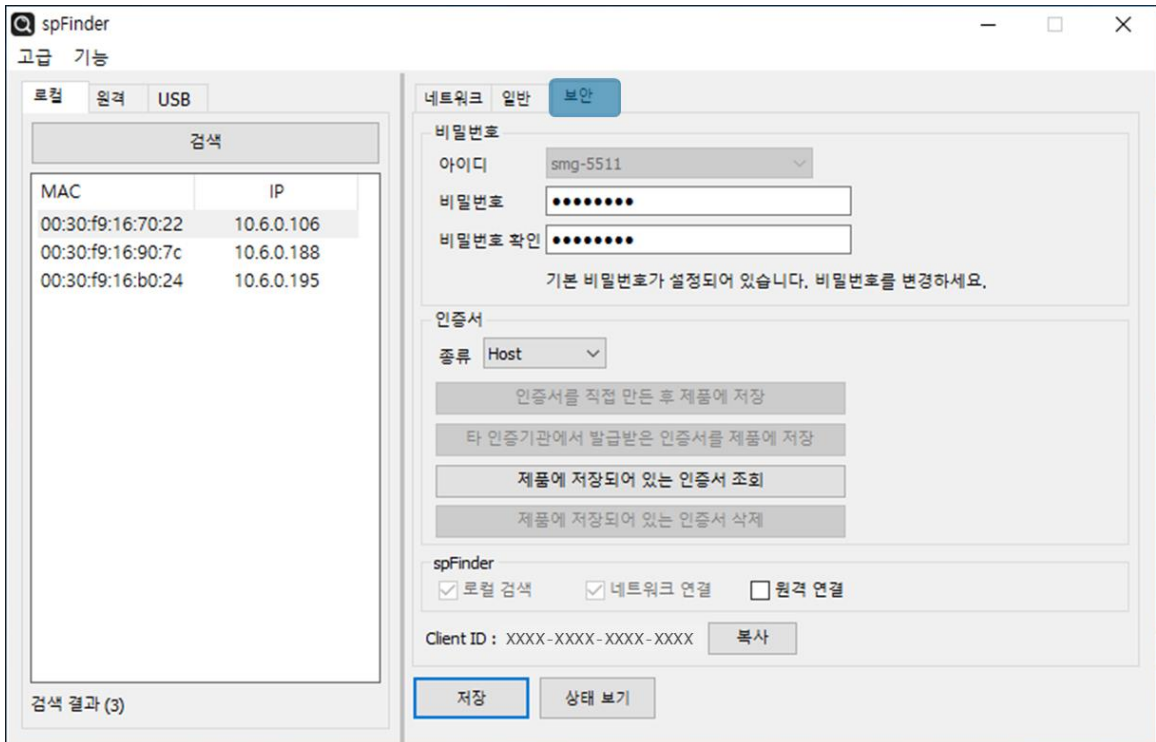 spFinder
고급 기능
로컬 원격 USB
검색
MAC IP
00:30:f9:16:70:22 10.6.0.106
00:30:f9:16:90:7c 10.6.0.188
00:30:f9:16:b0:24 10.6.0.195
검색 결과 (3)
네트워크 일반 보안
비밀번호
아이디 smg-5511
비밀번호 ●●●●●●●●
비밀번호 확인 ●●●●●●●●
기본 비밀번호가 설정되어 있습니다. 비밀번호를 변경하세요.
인증서
종류 Host
인증서를 직접 만든 후 제품에 저장
타 인증기관에서 발급받은 인증서를 제품에 저장
제품에 저장되어 있는 인증서 조회
제품에 저장되어 있는 인증서 삭제
spFinder
로컬 검색 네트워크 연결 원격 연결
Client ID : XXXX-XXXX-XXXX-XXXX 복사
저장 상태 보기